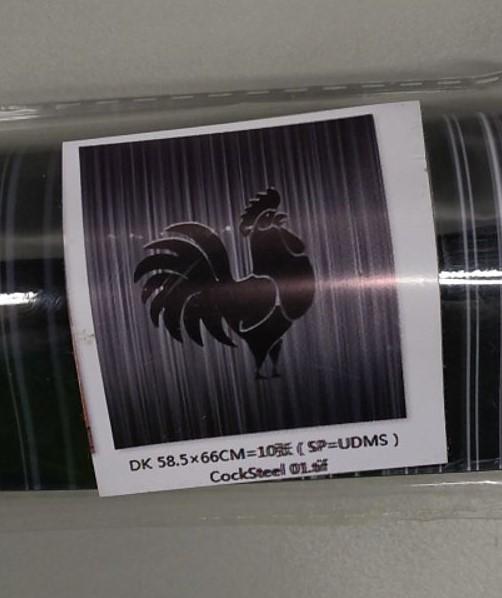 DK 58.5×66CM=10张 ( SP=UDMS )
CockSteel 01.tif